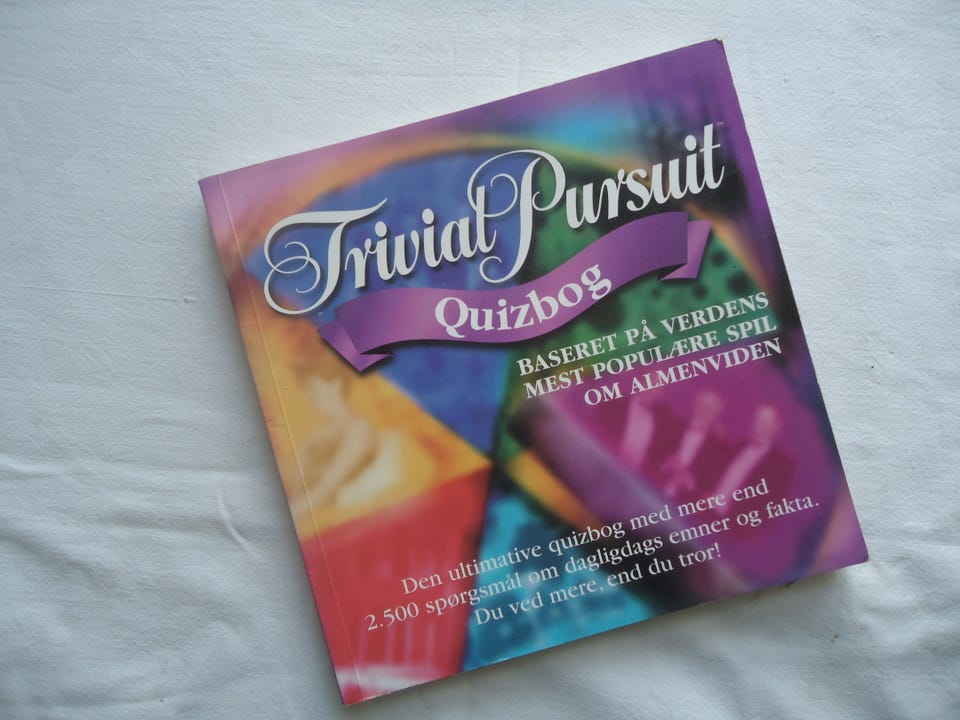 Trivial Pursuit™
Quizbog
BASERET PÅ VERDENS
MEST POPULÆRE SPIL
OM ALMENVIDEN
Den ultimative quizbog med mere end
2.500 spørgsmål om dagligdags emner og fakta.
Du ved mere, end du tror!